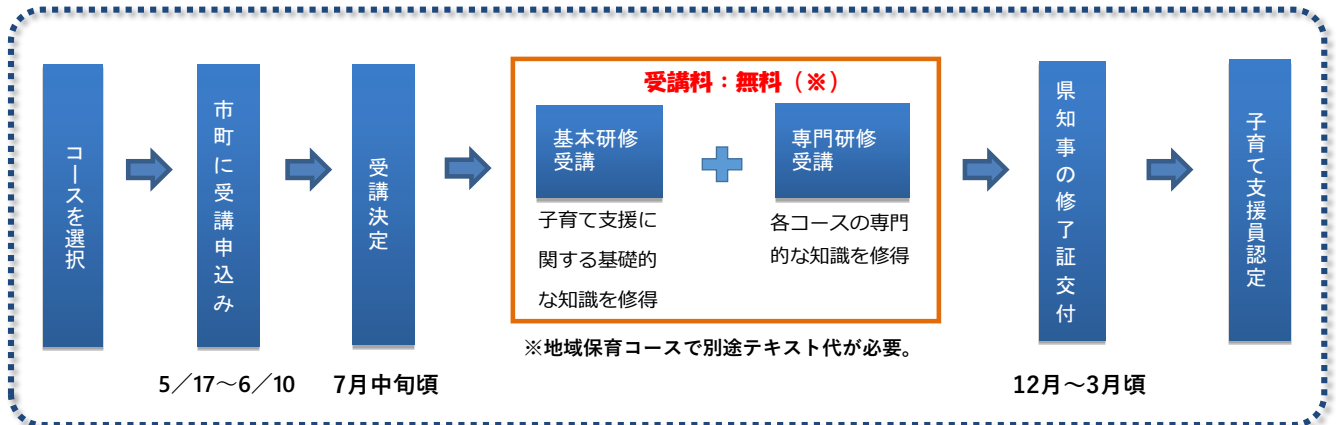 コースを選択
市町に受講申込み
5／17～6／10
受講決定
7月中旬頃
受講料：無料（※）
基本研修
受講
子育て支援に
関する基礎的
な知識を修得
専門研修
受講
各コースの専門
的な知識を修得
※地域保育コースで別途テキスト代が必要。
県知事の修了証交付
12月～3月頃
子育て支援員認定